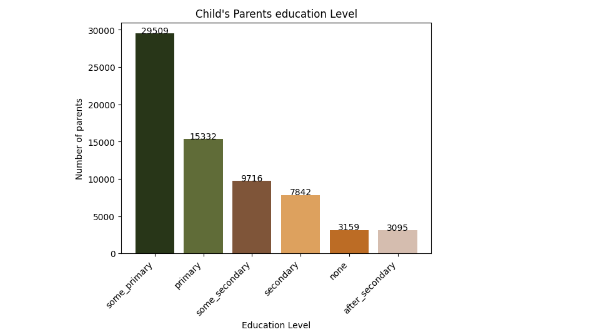 Child's Parents education Level
Number of parents
30000
25000
20000
15000
10000
5000
0
29509
15332
9716
7842
3159
3095
some_primary
primary
some_secondary
secondary
none
after_secondary
Education Level